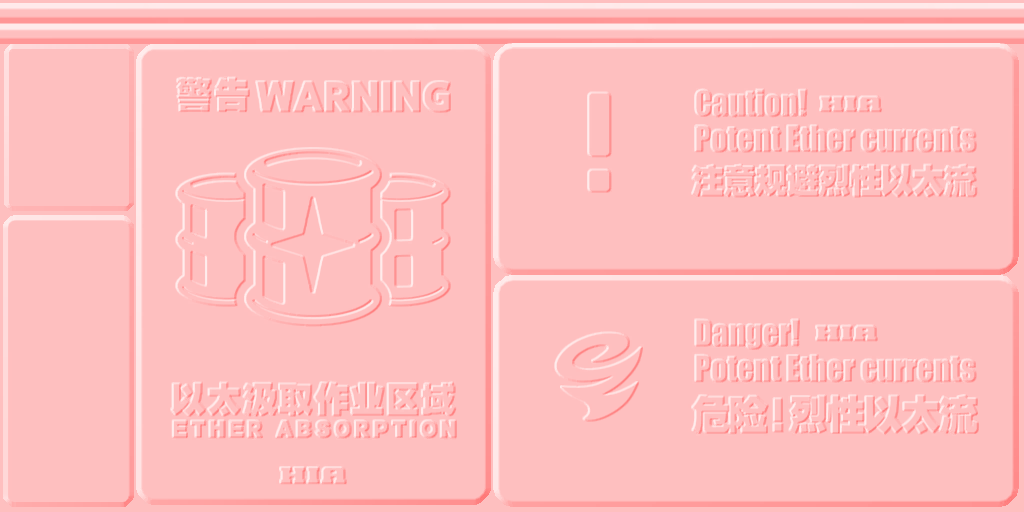 警告 WARNING
以太汲取作业区域
ETHER ABSORPTION
HIA
Caution! HIA
Potent Ether currents
注意规避烈性以太流
Danger! HIA
Potent Ether currents
危险!烈性以太流